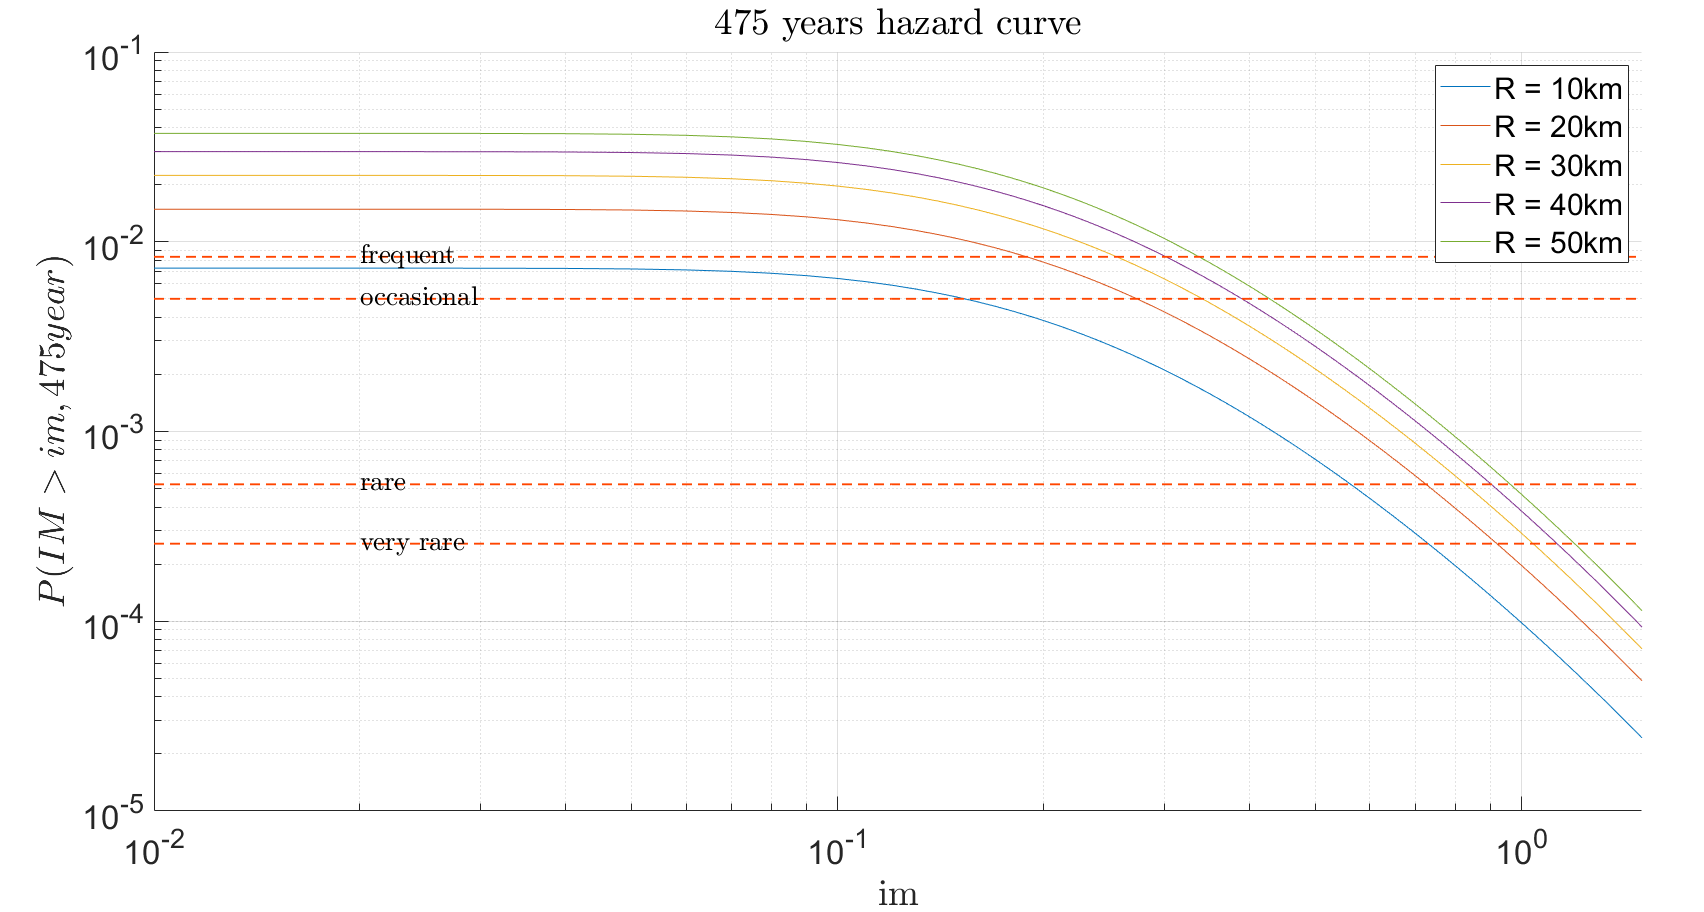 475 years hazard curve
10^-1
10^-2
10^-3
10^-4
10^-5
P(IM > im, 475year)
frequent
occasional
rare
very rare
R = 10km
R = 20km
R = 30km
R = 40km
R = 50km
10^-2
10^-1
10^0
im